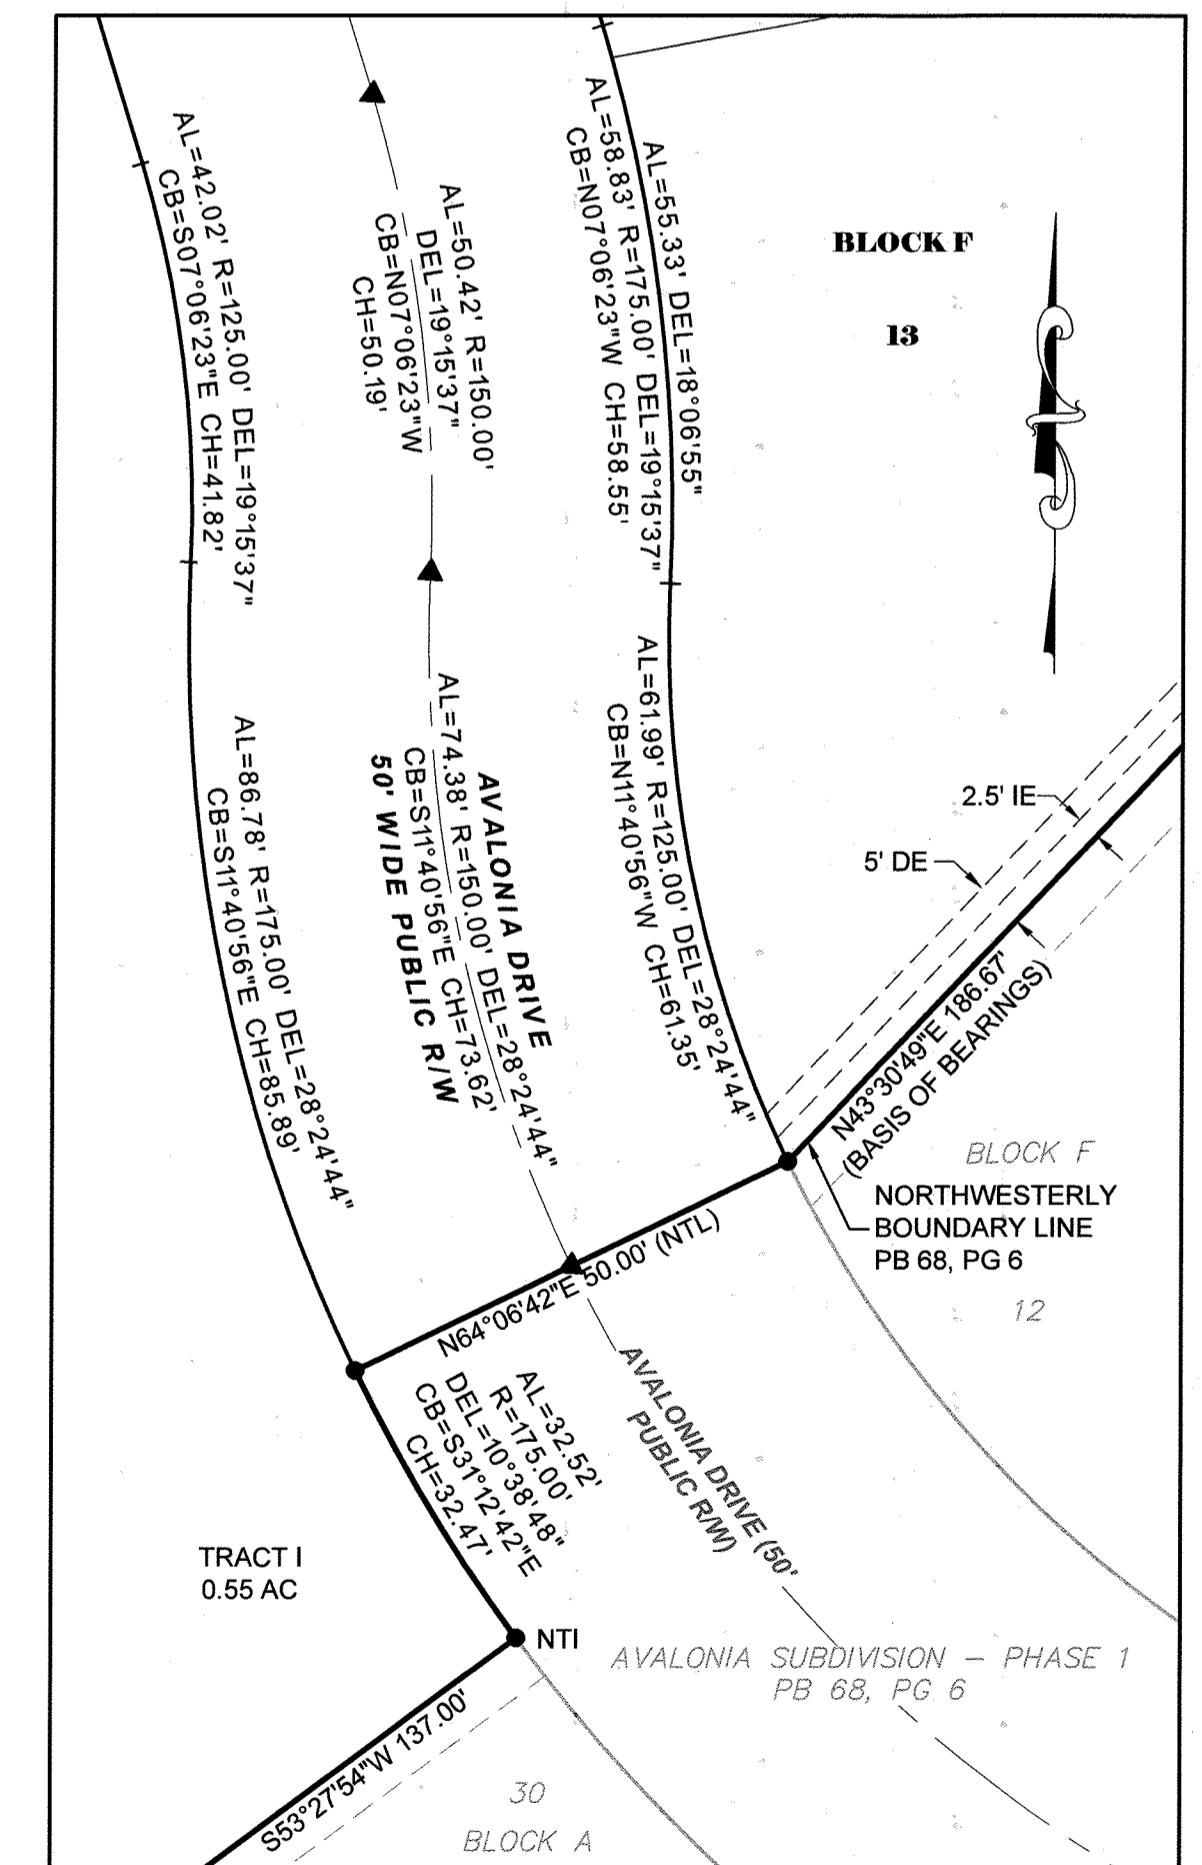 AL=42.02' R=125.00' DEL=19°15'37"
CB=S07°06'23"E CH=41.82'
AL=50.42' R=150.00'
DEL=19°15'37"
CB=N07°06'23"W
CH=50.19'
AL=55.33' DEL=18°06'55"
AL=58.83' R=175.00' DEL=19°15'37"
CB=N07°06'23"W CH=58.55'
BLOCK F
13
AL=86.78' R=175.00' DEL=28°24'44"
CB=S11°40'56"E CH=85.89'
AVALONIA DRIVE
AL=74.38' R=150.00' DEL=28°24'44"
CB=S11°40'56"E CH=73.62'
50' WIDE PUBLIC R/W
AL=61.99' R=125.00' DEL=28°24'44"
CB=N11°40'56"W CH=61.35'
2.5' IE
5' DE
N43°30'49"E 186.67'
(BASIS OF BEARINGS)
BLOCK F
NORTHWESTERLY
BOUNDARY LINE
PB 68, PG 6
12
N64°06'42"E 50.00' (NTL)
AL=32.52'
R=175.00'
DEL=10°38'48"
CB=S31°12'42"E
CH=32.47'
AVALONIA DRIVE (50'
PUBLIC R/W)
TRACT I
0.55 AC
NTI
AVALONIA SUBDIVISION - PHASE 1
PB 68, PG 6
S53°27'54"W 137.00'
30
BLOCK A